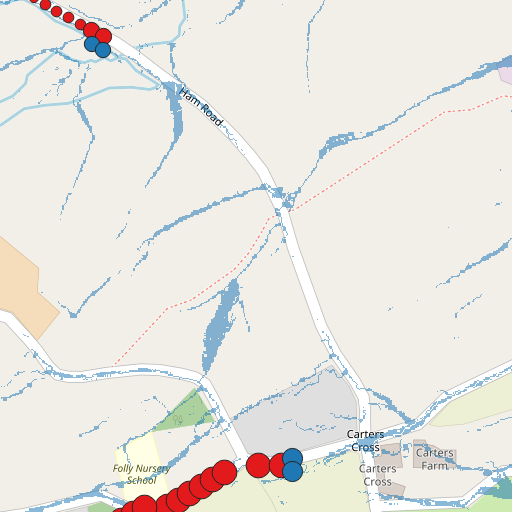 Ham Road
Carters
Cross
Carters
Farm
Carters
Cross
Folly Nursery
School